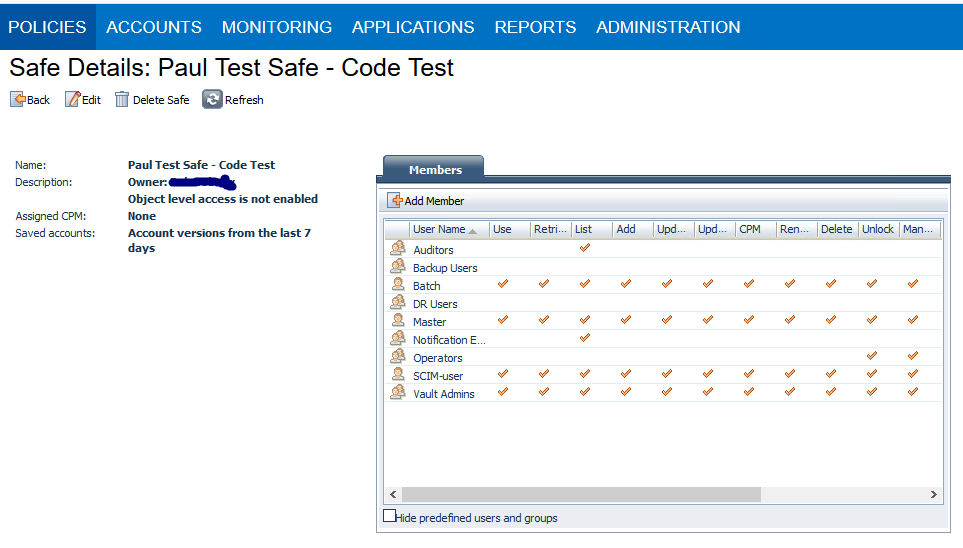 POLICIES ACCOUNTS MONITORING APPLICATIONS REPORTS ADMINISTRATION
Safe Details: Paul Test Safe - Code Test
Back Edit Delete Safe Refresh
Name: Paul Test Safe - Code Test
Description: Owner:
Object level access is not enabled
Assigned CPM: None
Saved accounts: Account versions from the last 7
days
Members
Add Member
User Name Use Retri... List Add Upd... Upd... CPM Ren... Delete Unlock Man...
Auditors
Backup Users
Batch
DR Users
Master
Notification E...
Operators
SCIM-user
Vault Admins
Hide predefined users and groups